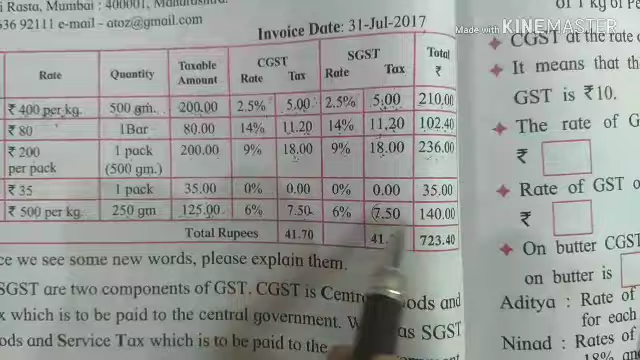 i Rasta, Mumbai : 400001, Maharashtra.
636 92111 e-mail - atoz@gmail.com
Invoice Date: 31-Jul-2017
Rate Quantity Taxable Amount CGST Rate Tax SGST Rate Tax Total ₹
₹ 400 per kg. 500 gm. 200.00 2.5% 5.00 2.5% 5.00 210.00
₹ 80 1Bar 80.00 14% 11.20 14% 11.20 102.40
₹ 200 per pack 1 pack (500 gm.) 200.00 9% 18.00 9% 18.00 236.00
₹ 35 1 pack 35.00 0% 0.00 0% 0.00 35.00
₹ 500 per kg 250 gm 125.00 6% 7.50 6% 7.50 140.00
Total Rupees 41.70 41. 723.40
ce we see some new words, please explain them.
SGST are two components of GST. CGST is Centr ods and
x which is to be paid to the central government. W as SGST
ods and Service Tax which is to be paid to the
Made with KINEMASTER
of 1 kg of Pe
CGST at the rate o
It means that the
GST is ₹10.
The rate of G
₹
Rate of GST o
₹
On butter CGST
on butter is
Aditya : Rate of
for each
Ninad : Rates of
18% and